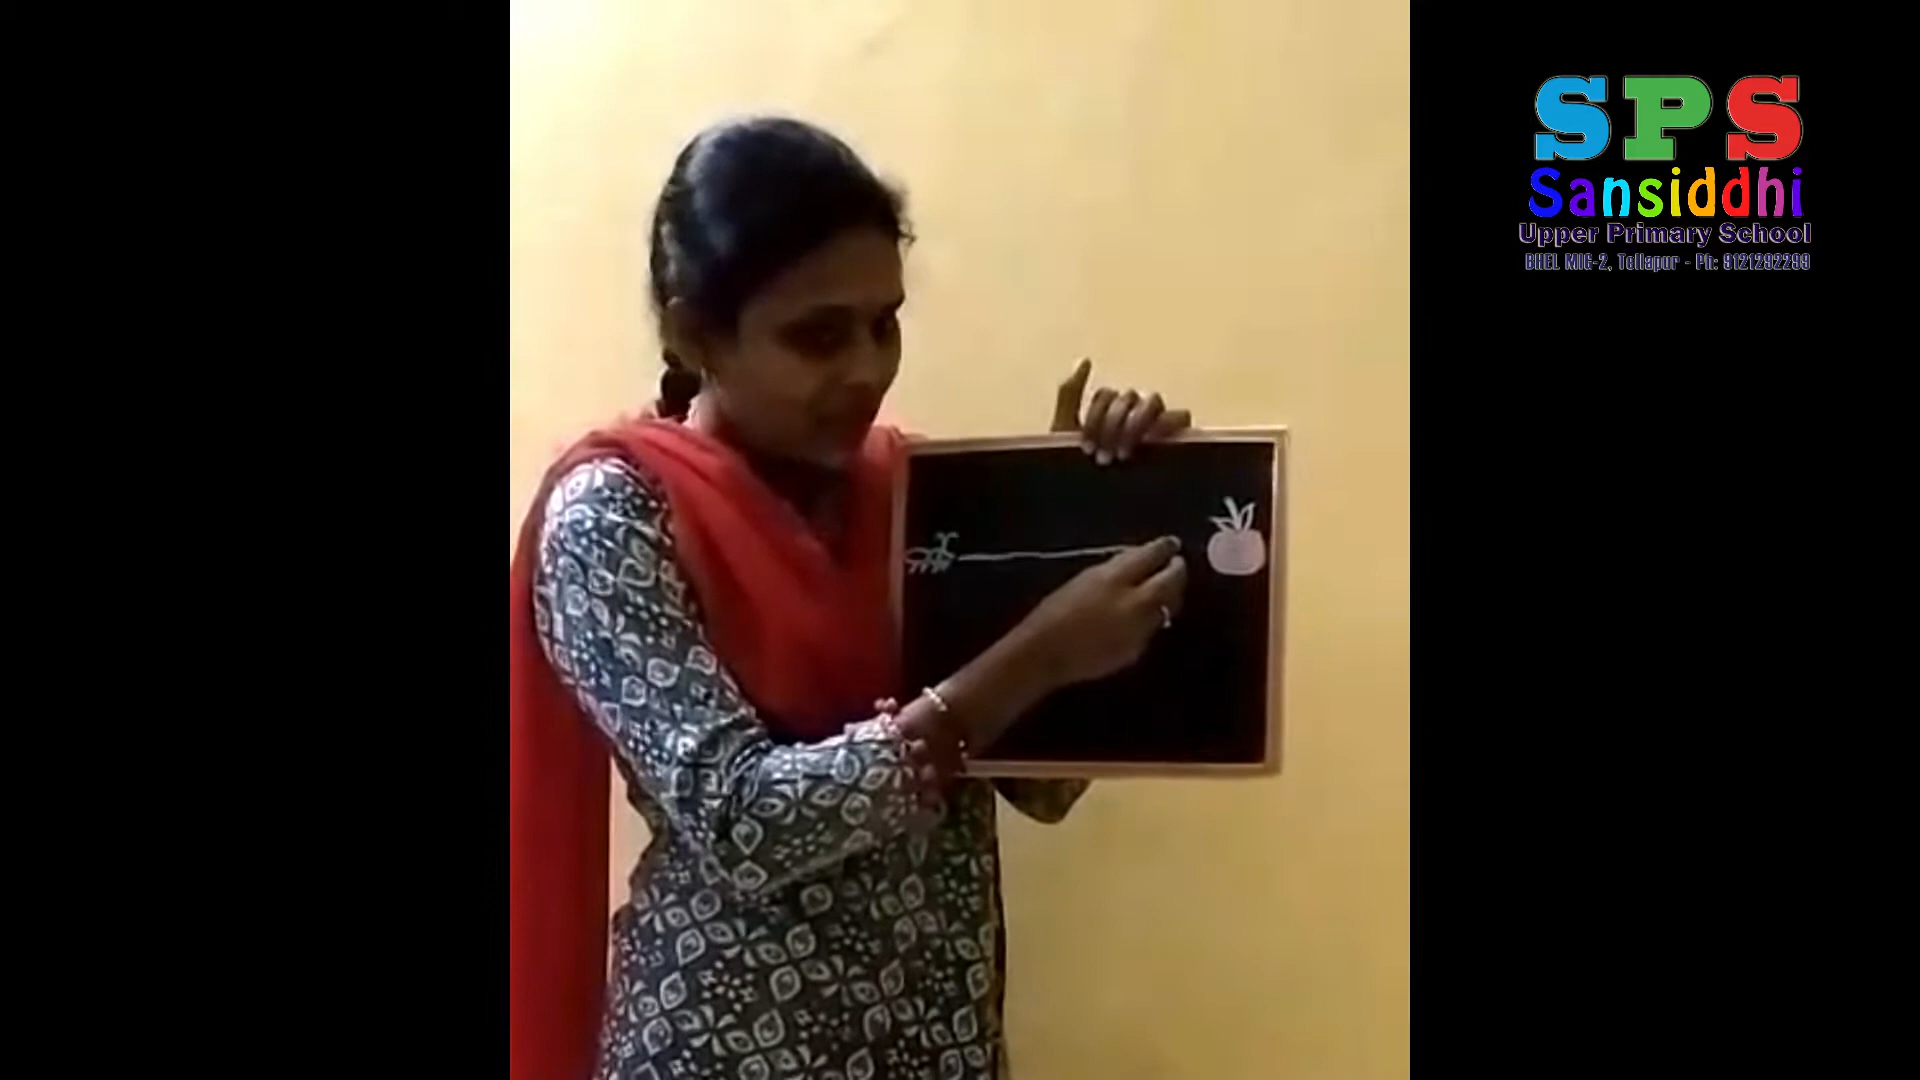 SPS
Sansiddhi
Upper Primary School
BHEL MIG-2, Tellapur - Ph: 9121292299